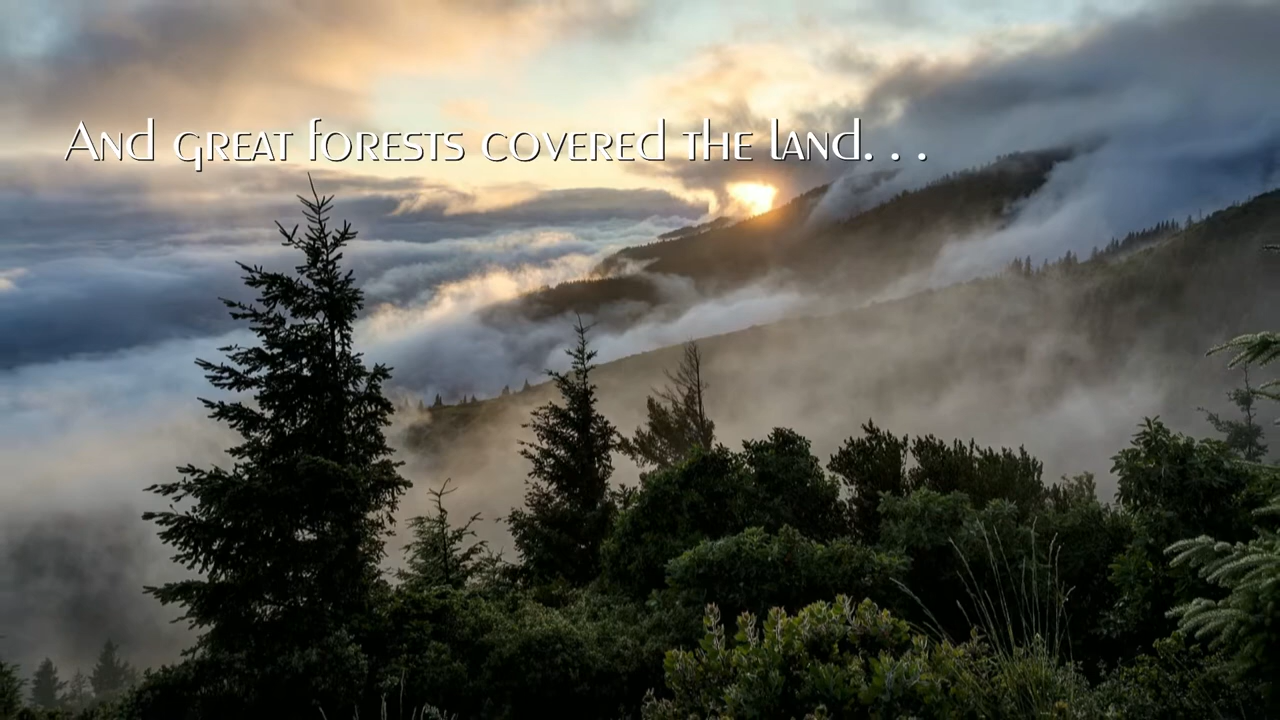 And great forests covered the land. . .